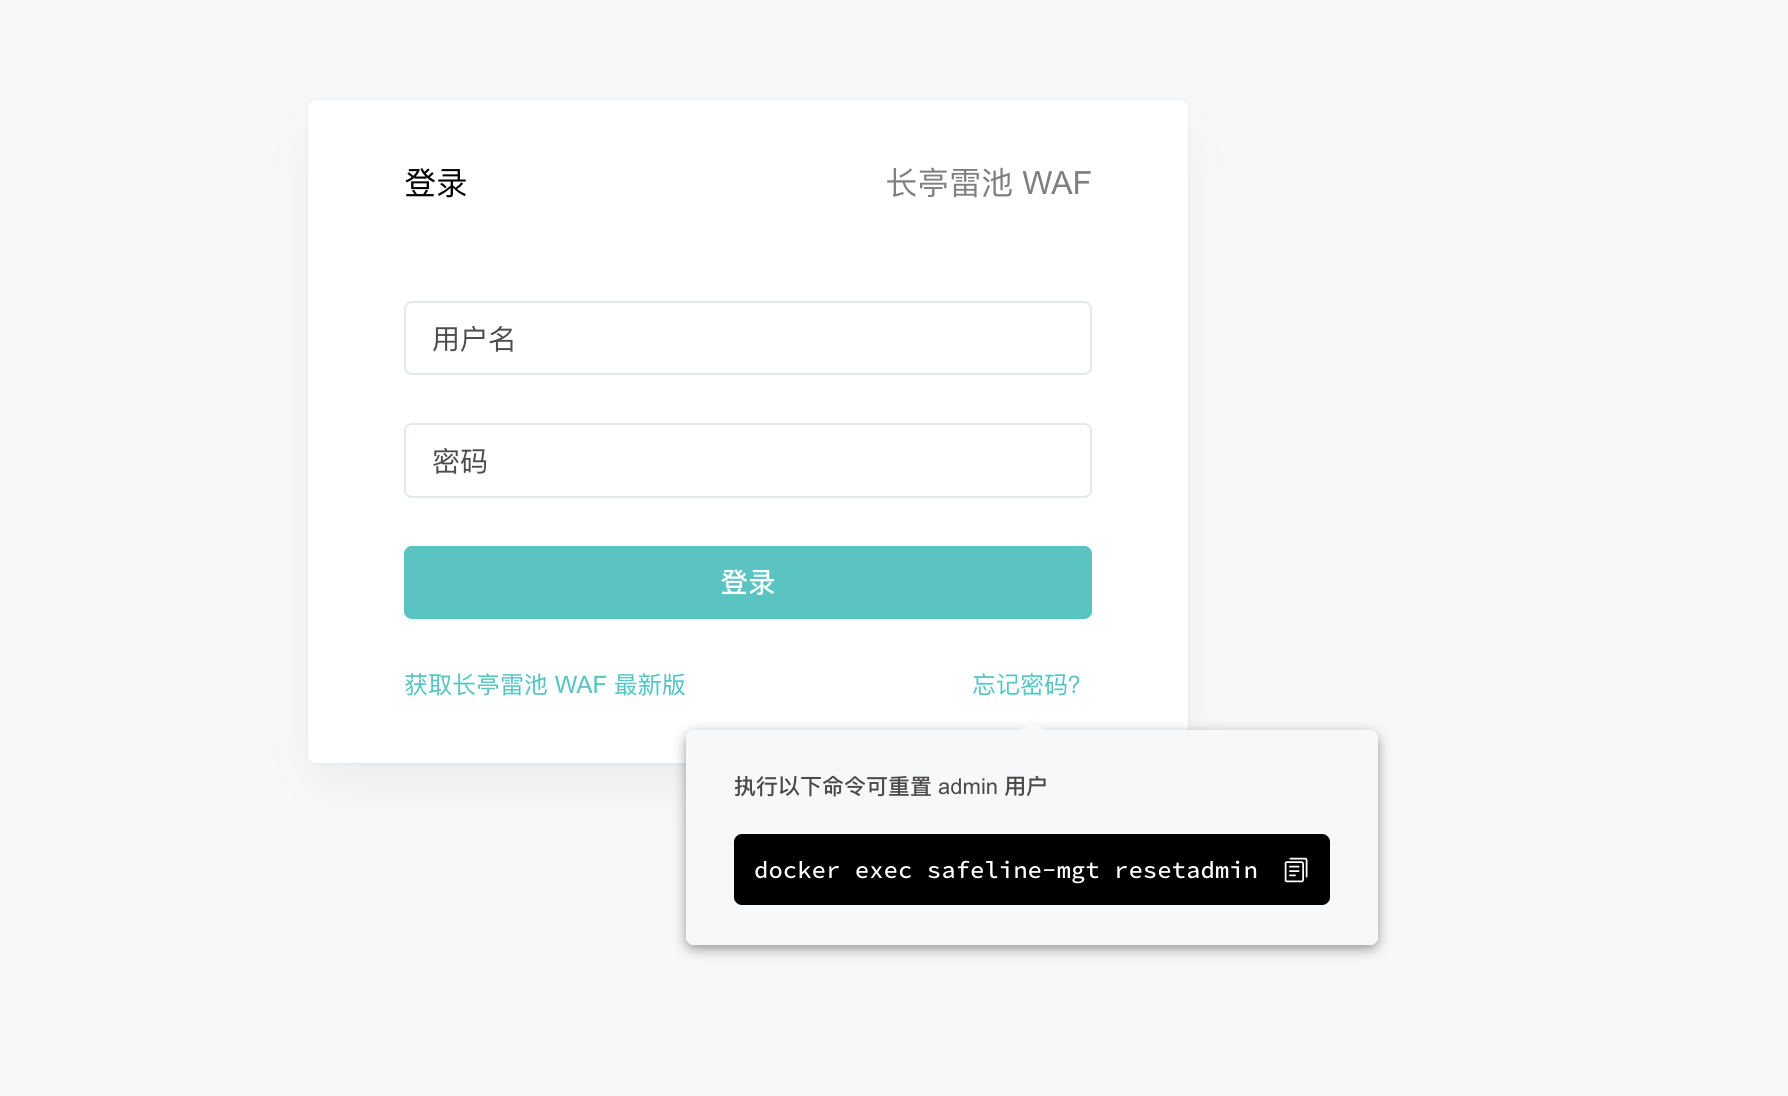 登录
长亭雷池 WAF
用户名
密码
登录
获取长亭雷池 WAF 最新版
忘记密码?
执行以下命令可重置 admin 用户
docker exec safeline-mgt resetadmin